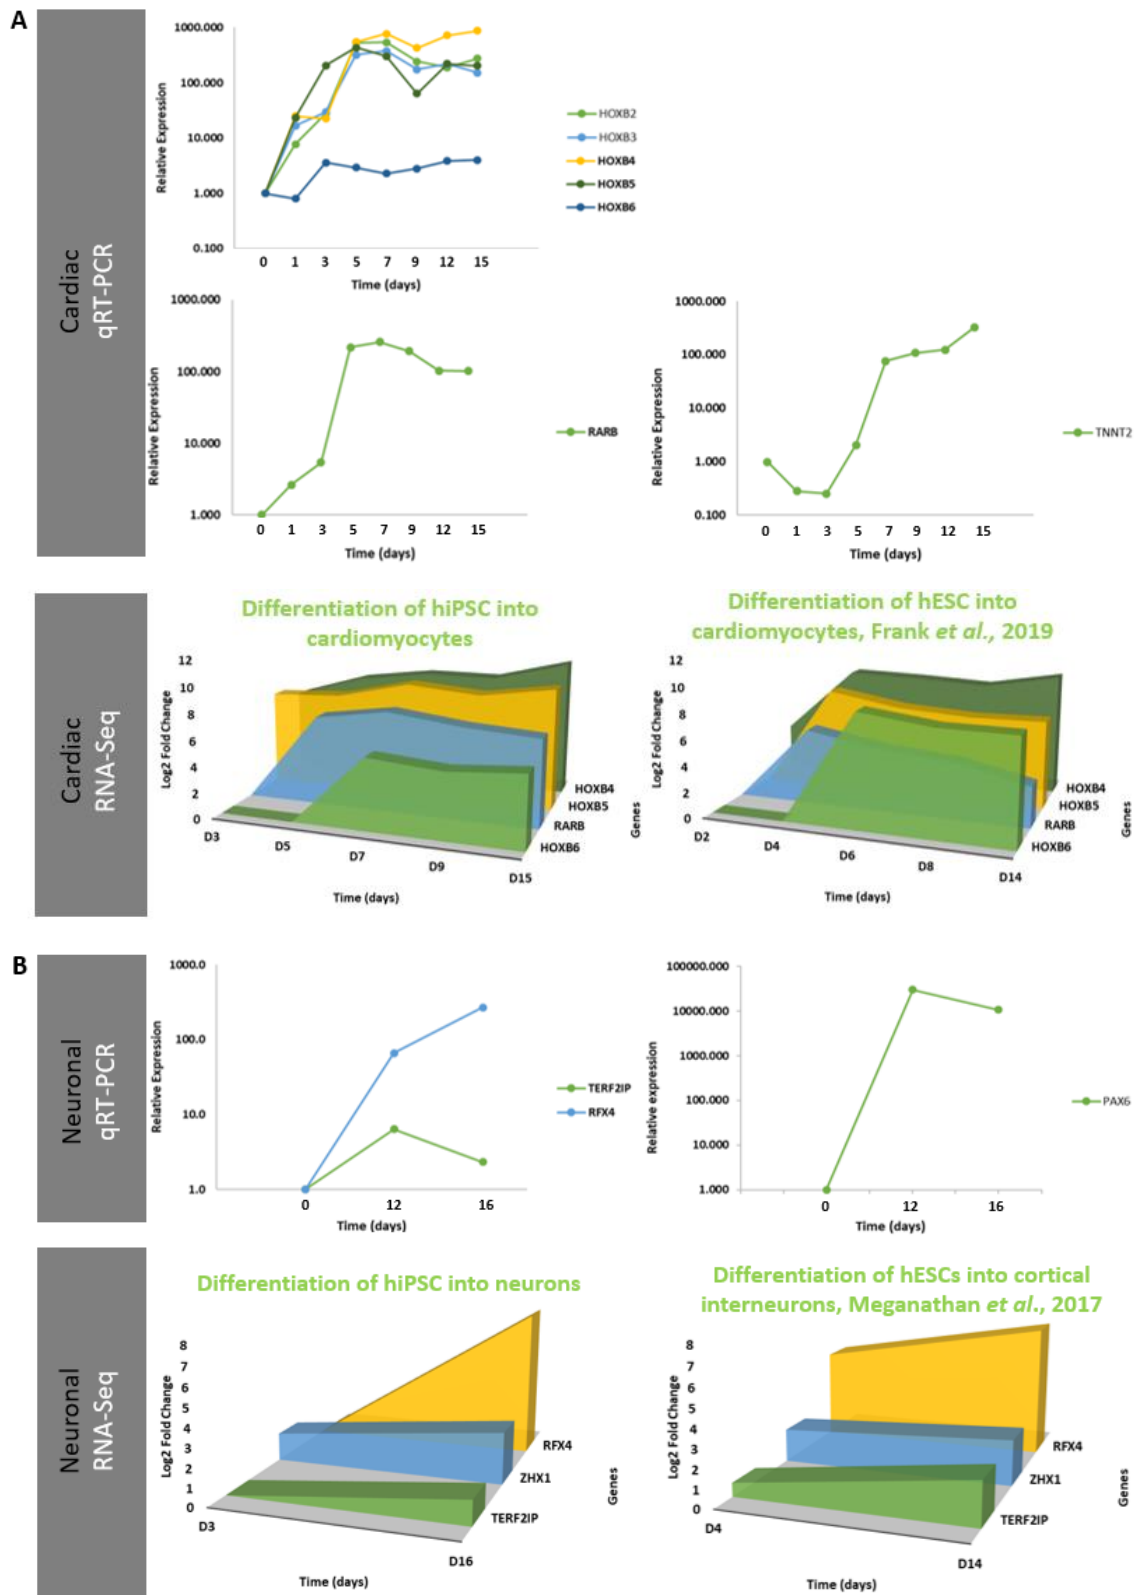 A
Cardiac
qRT-PCR
Relative Expression
1000.000
100.000
10.000
1.000
0.100
0 1 3 5 7 9 12 15
Time (days)
HOXB2
HOXB3
HOXB4
HOXB5
HOXB6
Relative Expression
1000.000
100.000
10.000
1.000
0 1 3 5 7 9 12 15
Time (days)
RARB
Relative Expression
1000.000
100.000
10.000
1.000
0.100
0 1 3 5 7 9 12 15
Time (days)
TNNT2
Cardiac
RNA-Seq
Differentiation of hiPSC into
cardiomyocytes
Log2 Fold Change
12
10
8
6
4
2
0
D3 D5 D7 D9 D15
Time (days)
HOXB4
HOXB5
RARB
HOXB6
Genes
Differentiation of hESC into
cardiomyocytes, Frank et al., 2019
Log2 Fold Change
12
10
8
6
4
2
0
D2 D4 D6 D8 D14
Time (days)
HOXB4
HOXB5
RARB
HOXB6
Genes
B
Neuronal
qRT-PCR
Relative Expression
1000.0
100.0
10.0
1.0
0 12 16
Time (days)
TERF2IP
RFX4
Relative expression
100000.000
10000.000
1000.000
100.000
10.000
1.000
0 12 16
Time (days)
PAX6
Neuronal
RNA-Seq
Differentiation of hiPSC into neurons
Log2 Fold Change
8
7
6
5
4
3
2
1
0
D3 D16
Time (days)
RFX4
ZHX1
TERF2IP
Genes
Differentiation of hESCs into cortical
interneurons, Meganathan et al., 2017
Log2 Fold Change
8
7
6
5
4
3
2
1
0
D4 D14
Time (days)
RFX4
ZHX1
TERF2IP
Genes